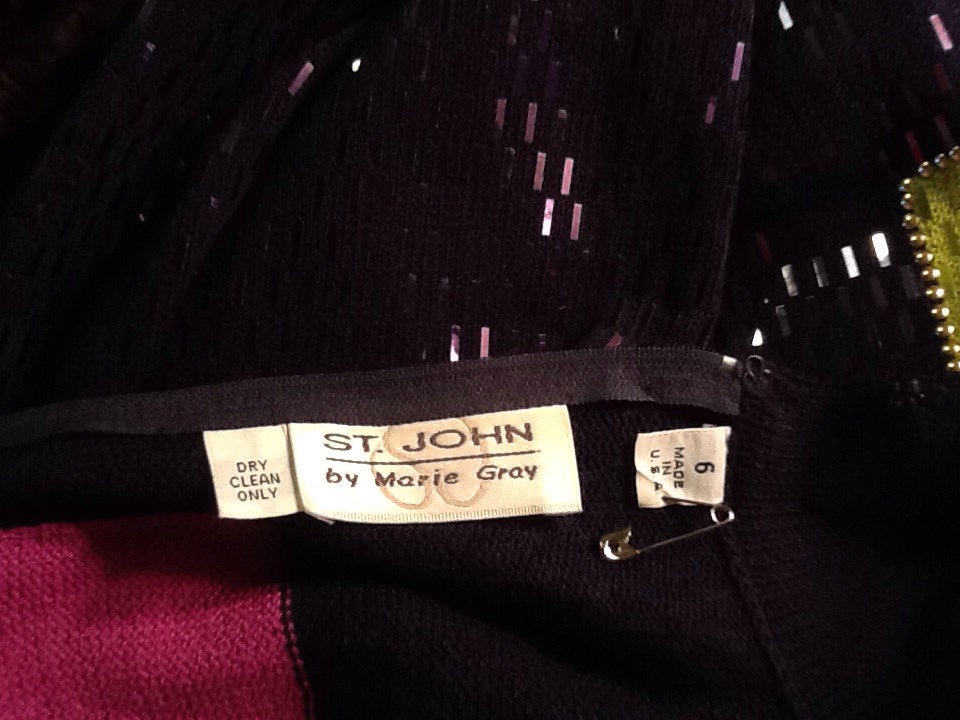 DRY
CLEAN
ONLY
ST. JOHN
by Marie Gray
6
MADE
IN
U.S.A